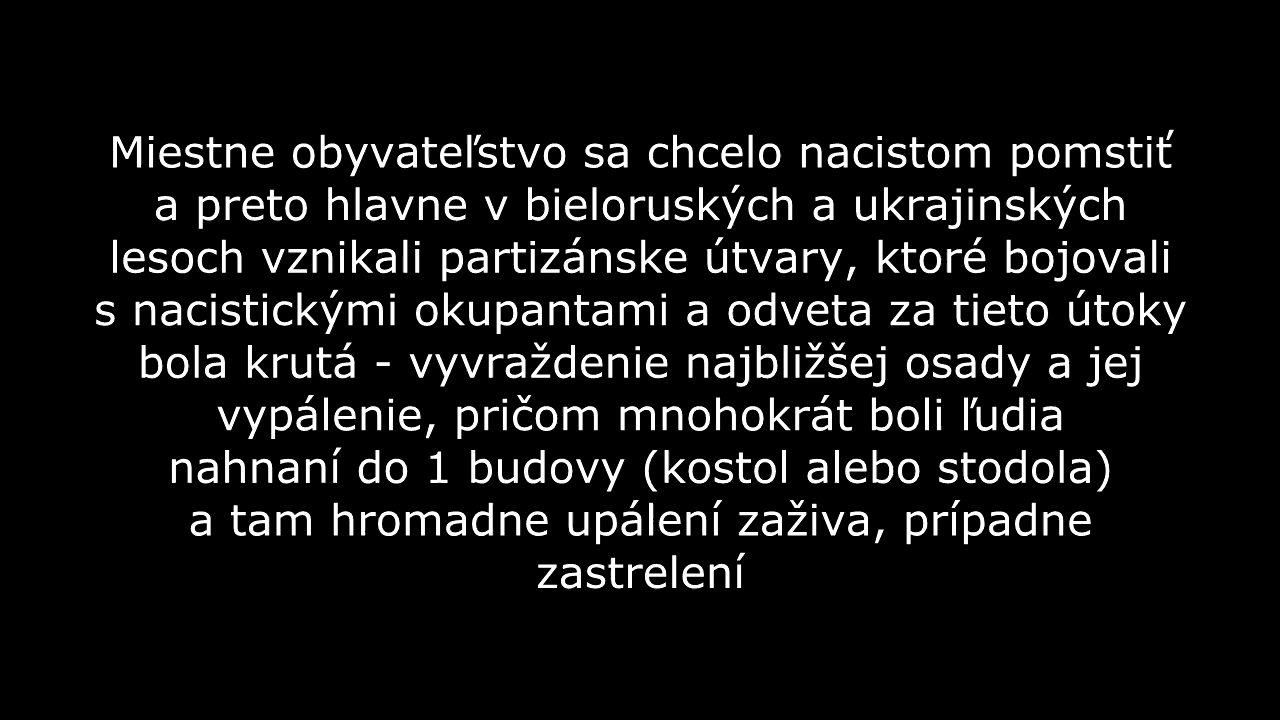 Miestne obyvateľstvo sa chcelo nacistom pomstiť
a preto hlavne v bieloruských a ukrajinských
lesoch vznikali partizánske útvary, ktoré bojovali
s nacistickými okupantami a odveta za tieto útoky
bola krutá - vyvraždenie najbližšej osady a jej
vypálenie, pričom mnohokrát boli ľudia
nahnaní do 1 budovy (kostol alebo stodola)
a tam hromadne upálení zaživa, prípadne
zastrelení